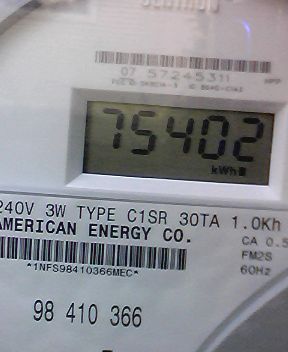 07 57245311
75402
kWh
240V 3W TYPE C1SR 30TA 1.0Kh
AMERICAN ENERGY CO.
CA 0.5
FM2S
60Hz
*1NFS98410366MEC*
98 410 366